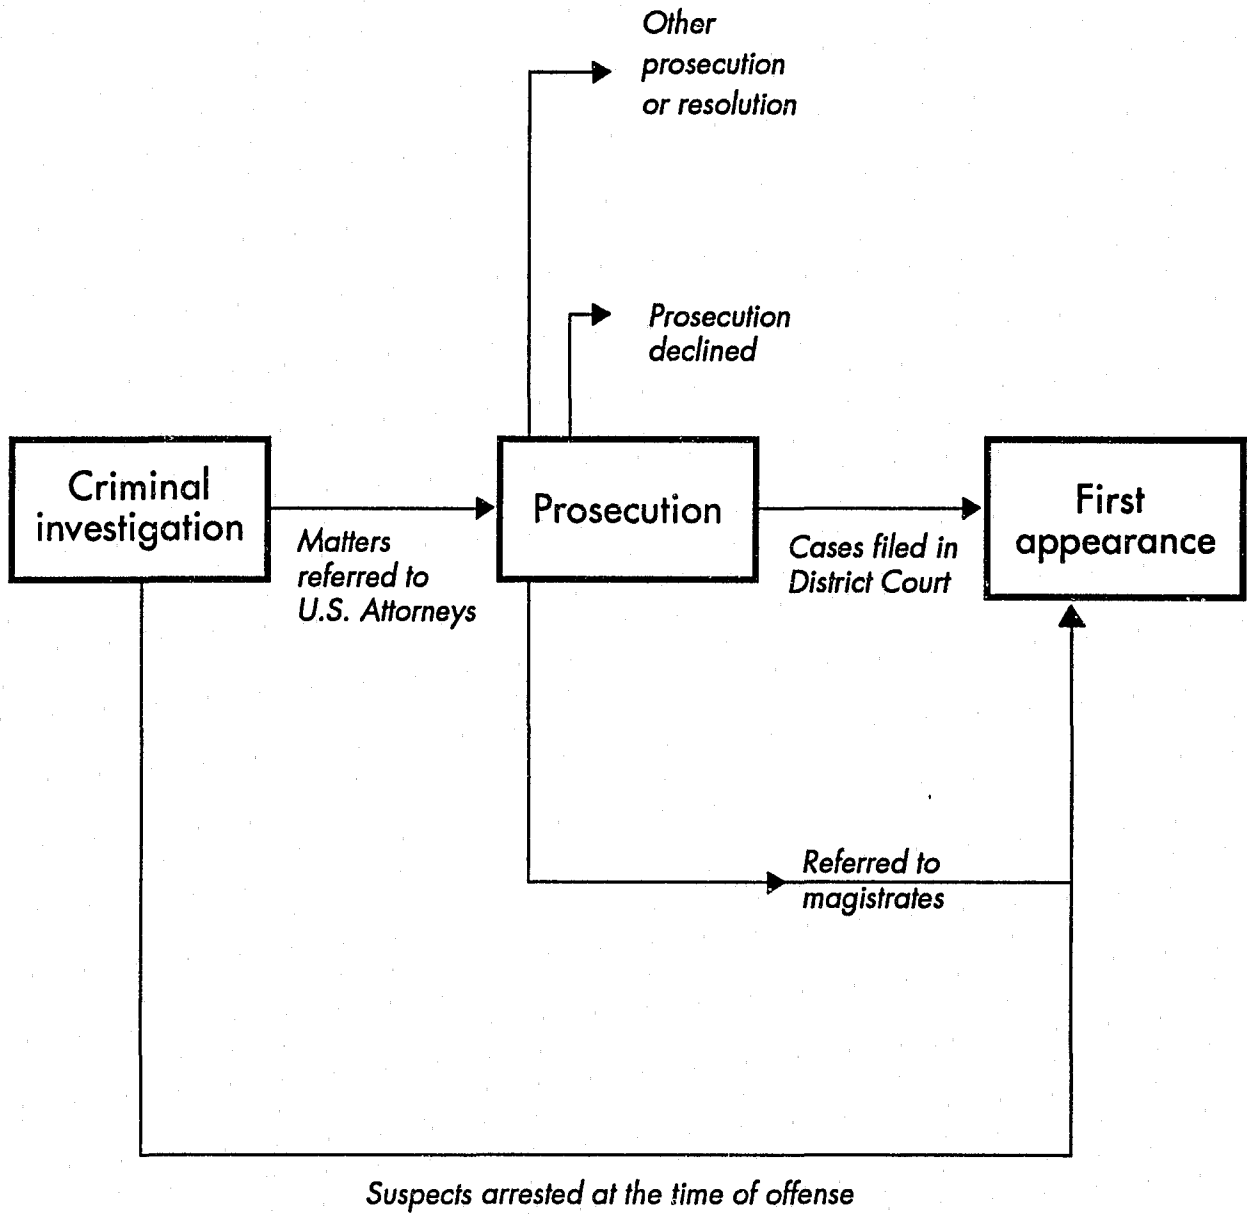 Other
prosecution
or resolution
Prosecution
declined
Criminal
investigation
Matters
referred to
U.S. Attorneys
Prosecution
Cases filed in
District Court
First
appearance
Referred to
magistrates
Suspects arrested at the time of offense